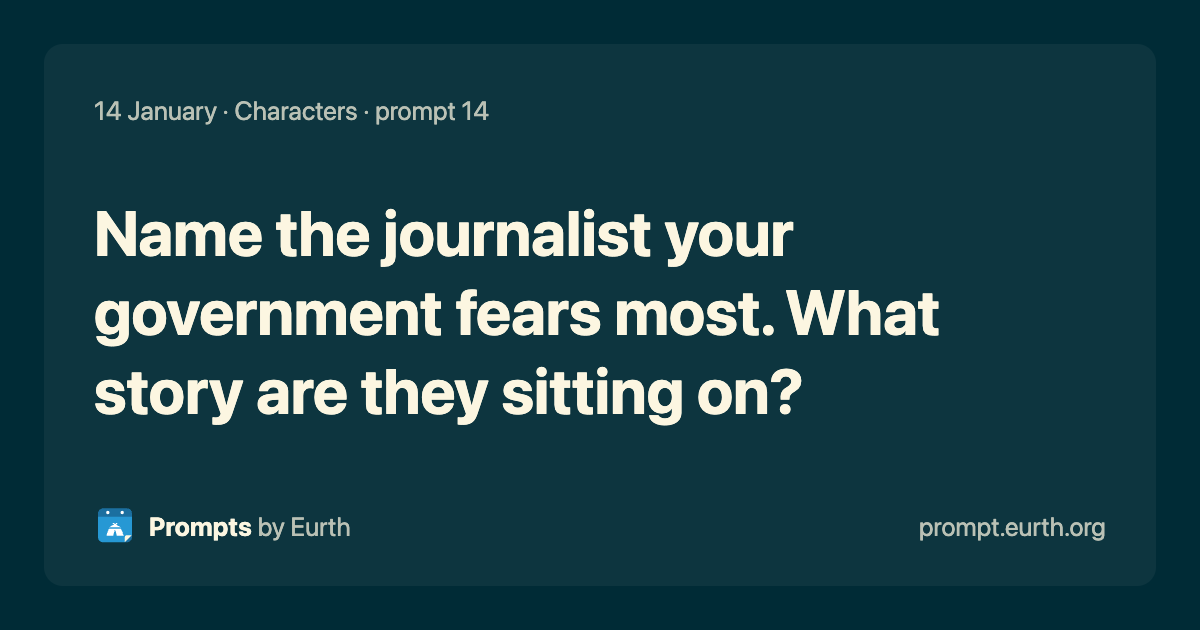 14 January · Characters · prompt 14
Name the journalist your
government fears most. What
story are they sitting on?
Prompts by Eurth
prompt.eurth.org